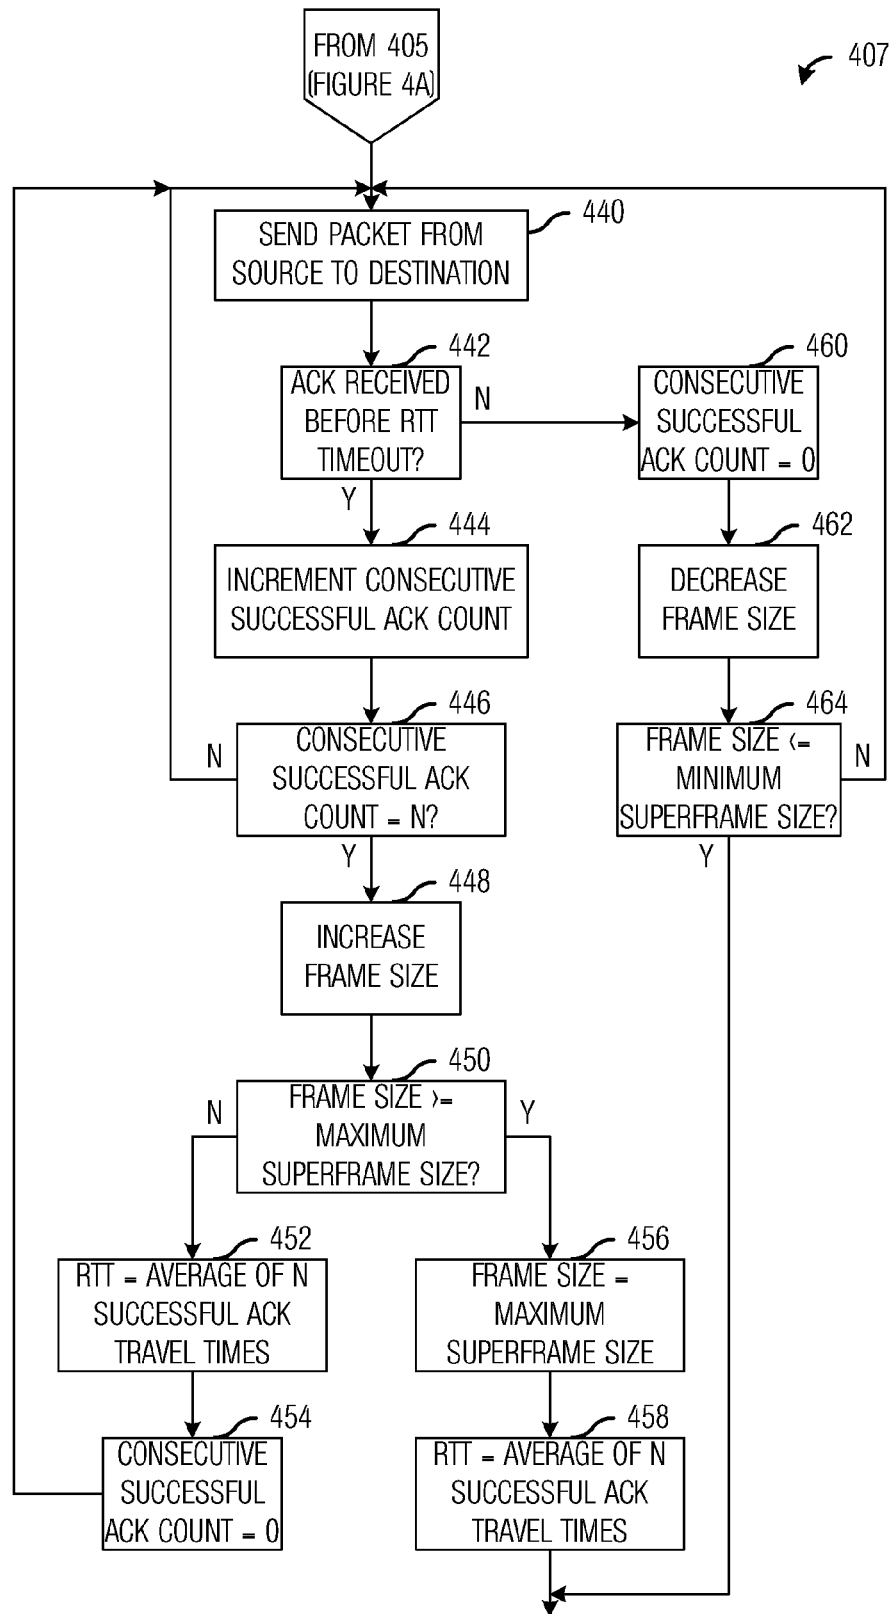 FROM 405
(FIGURE 4A)
407
SEND PACKET FROM
SOURCE TO DESTINATION
440
ACK RECEIVED
BEFORE RTT
TIMEOUT?
442
N
Y
CONSECUTIVE
SUCCESSFUL
ACK COUNT = 0
460
INCREMENT CONSECUTIVE
SUCCESSFUL ACK COUNT
444
DECREASE
FRAME SIZE
462
CONSECUTIVE
SUCCESSFUL ACK
COUNT = N?
446
N
Y
FRAME SIZE <=
MINIMUM
SUPERFRAME SIZE?
464
N
Y
INCREASE
FRAME SIZE
448
FRAME SIZE >=
MAXIMUM
SUPERFRAME SIZE?
450
N
Y
RTT = AVERAGE OF N
SUCCESSFUL ACK
TRAVEL TIMES
452
FRAME SIZE =
MAXIMUM
SUPERFRAME SIZE
456
CONSECUTIVE
SUCCESSFUL
ACK COUNT = 0
454
RTT = AVERAGE OF N
SUCCESSFUL ACK
TRAVEL TIMES
458